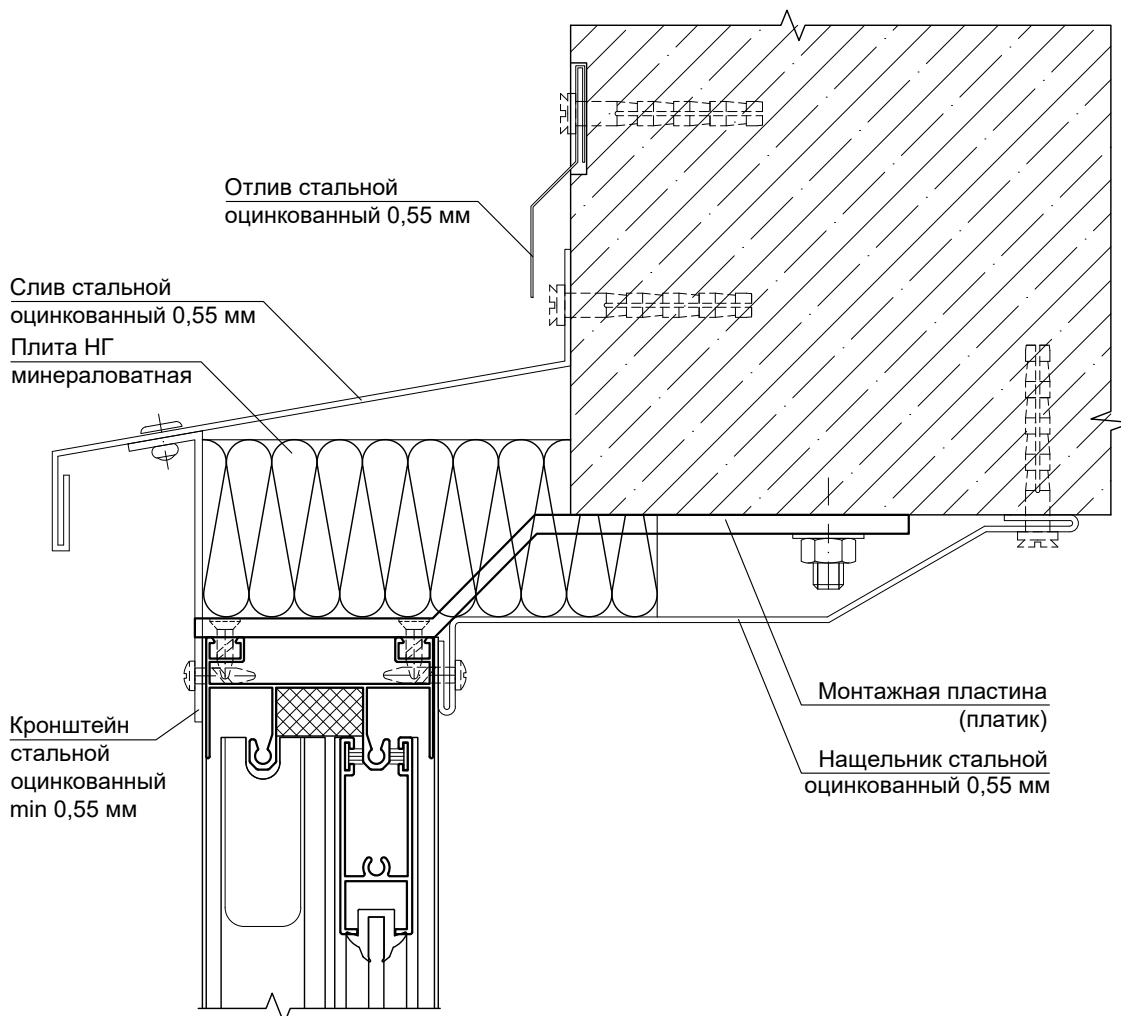 Отлив стальной
оцинкованный 0,55 мм
Слив стальной
оцинкованный 0,55 мм
Плита НГ
минераловатная
Монтажная пластина
(платик)
Кронштейн
стальной
оцинкованный
min 0,55 мм
Нащельник стальной
оцинкованный 0,55 мм